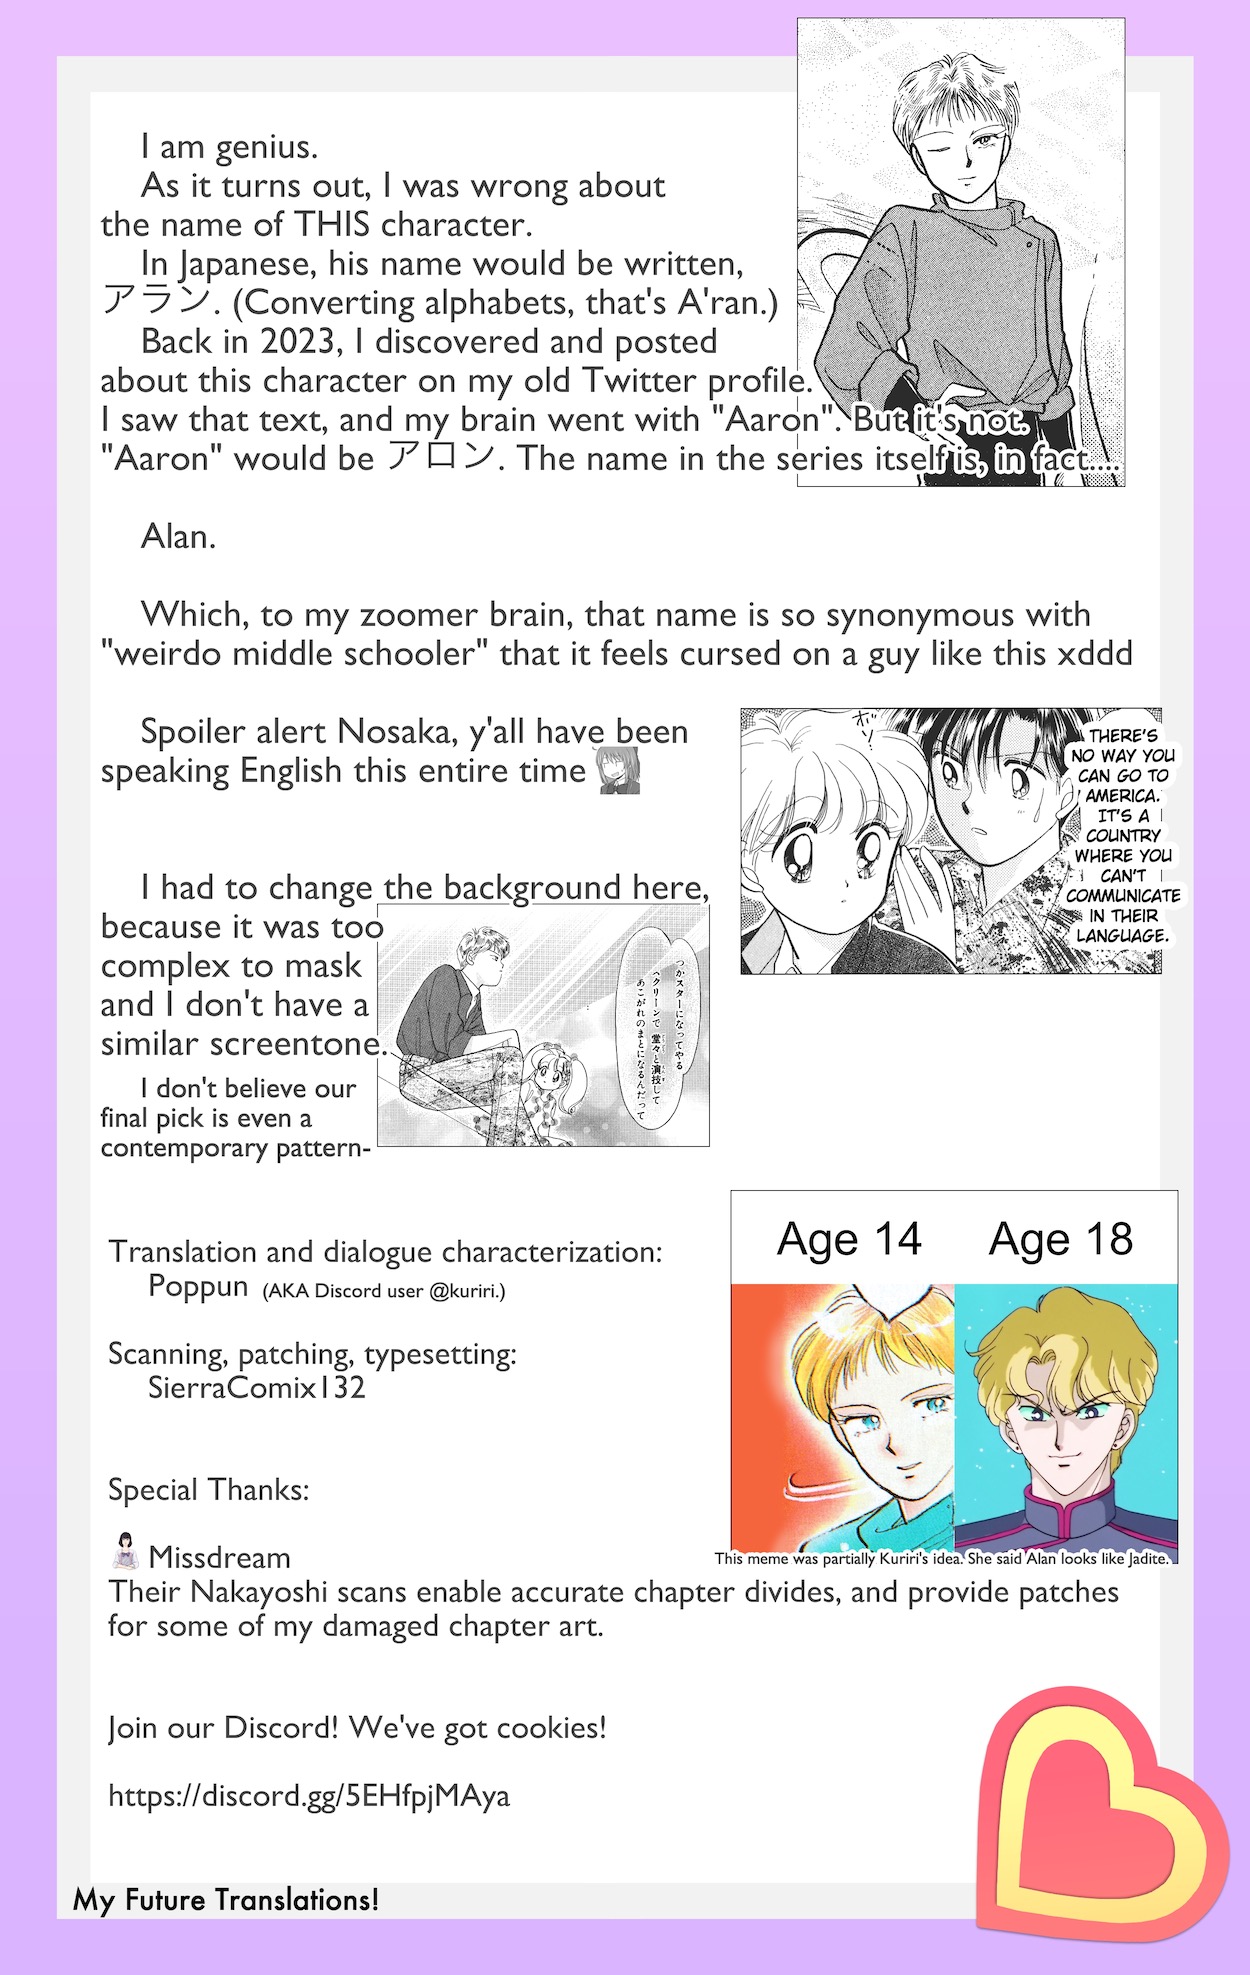 I am genius.
As it turns out, I was wrong about
the name of THIS character.
In Japanese, his name would be written,
アラン. (Converting alphabets, that's A'ran.)
Back in 2023, I discovered and posted
about this character on my old Twitter profile.
I saw that text, and my brain went with "Aaron". But it's not.
"Aaron" would be アロン. The name in the series itself is, in fact....
Alan.
Which, to my zoomer brain, that name is so synonymous with
"weirdo middle schooler" that it feels cursed on a guy like this xddd
Spoiler alert Nosaka, y'all have been
speaking English this entire time
THERE'S
NO WAY YOU
CAN GO TO
AMERICA.
IT'S A
COUNTRY
WHERE YOU
CAN'T
COMMUNICATE
IN THEIR
LANGUAGE.
I had to change the background here,
because it was too
complex to mask
and I don't have a
similar screentone.
つかスターになってやる
スクリーンで堂々と演技して
あこがれのまとになるんだって
I don't believe our
final pick is even a
contemporary pattern-
Age 14 Age 18
This meme was partially Kuriri's idea. She said Alan looks like Jadite.
Translation and dialogue characterization:
Poppun (AKA Discord user @kuriri.)
Scanning, patching, typesetting:
SierraComix132
Special Thanks:
Missdream
Their Nakayoshi scans enable accurate chapter divides, and provide patches
for some of my damaged chapter art.
Join our Discord! We've got cookies!
https://discord.gg/5EHfpjMAya
My Future Translations!